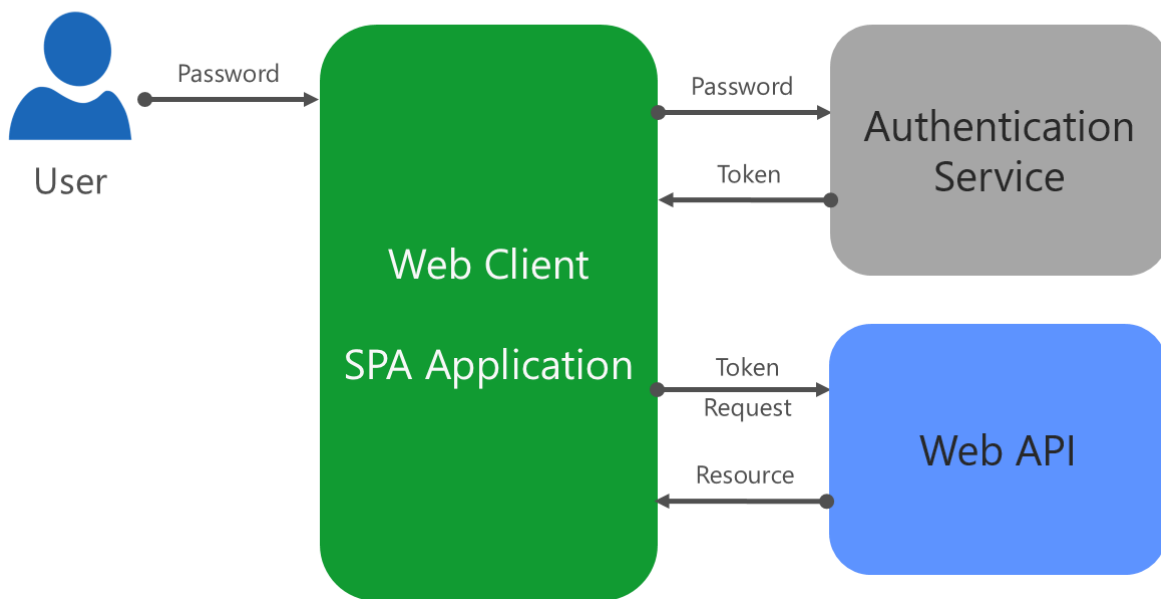 Password
User
Web Client
SPA Application
Password
Token
Authentication
Service
Token
Request
Resource
Web API